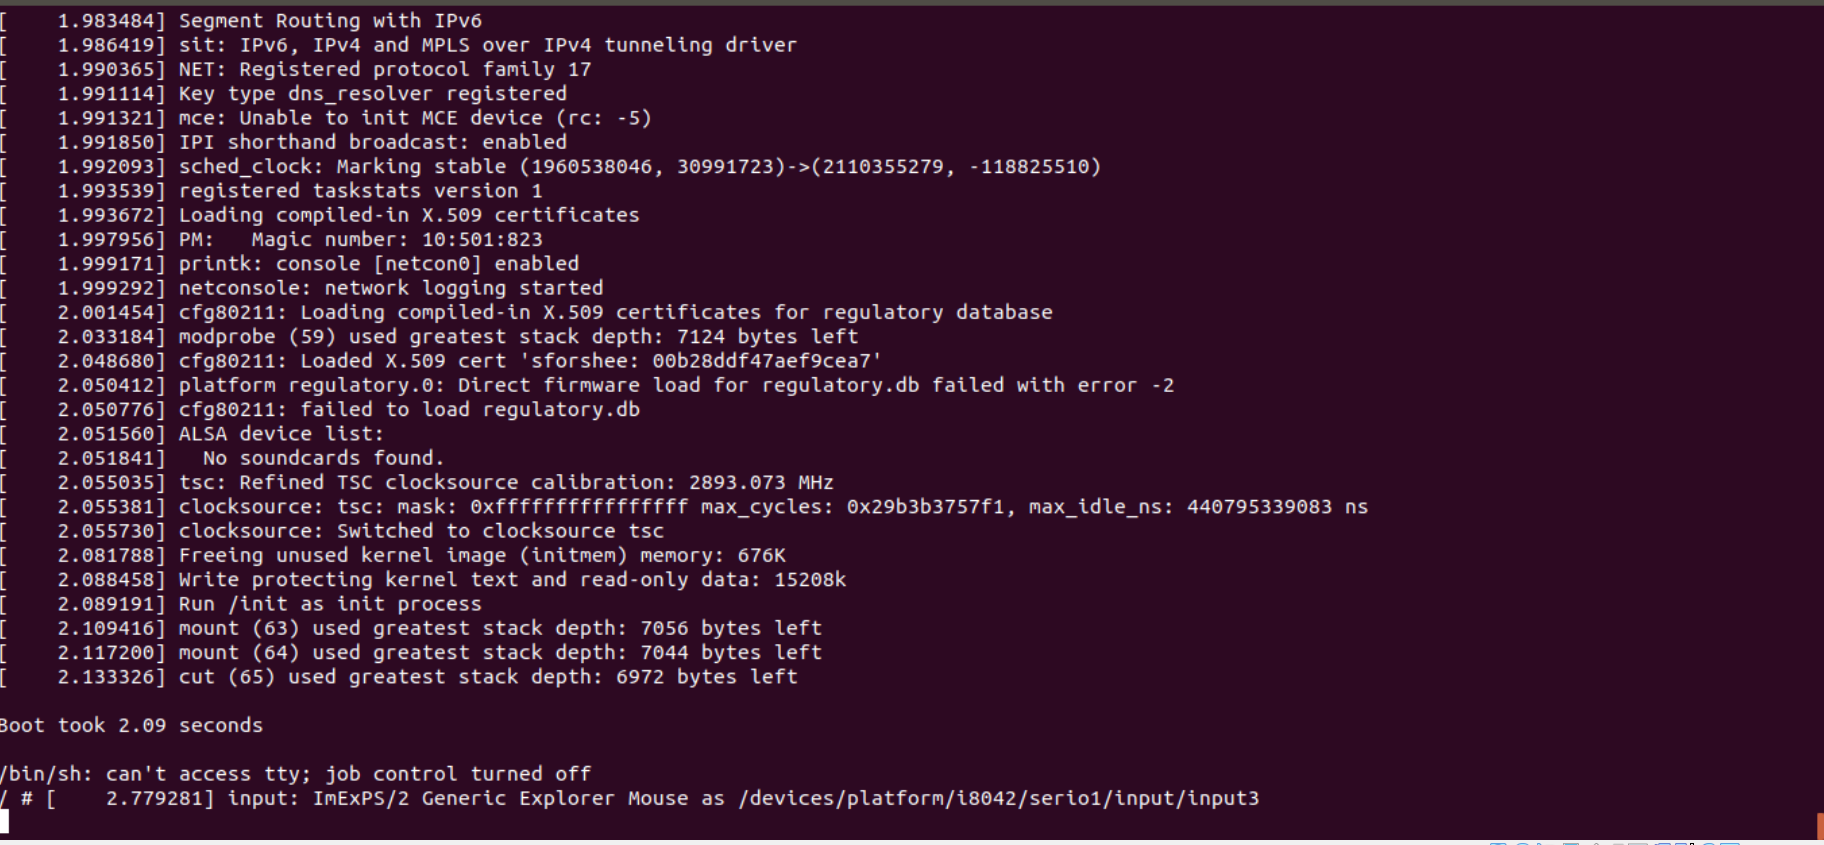 [    1.983484] Segment Routing with IPv6
[    1.986419] sit: IPv6, IPv4 and MPLS over IPv4 tunneling driver
[    1.990365] NET: Registered protocol family 17
[    1.991114] Key type dns_resolver registered
[    1.991321] mce: Unable to init MCE device (rc: -5)
[    1.991850] IPI shorthand broadcast: enabled
[    1.992093] sched_clock: Marking stable (1960538046, 30991723)->(2110355279, -118825510)
[    1.993539] registered taskstats version 1
[    1.993672] Loading compiled-in X.509 certificates
[    1.997956] PM:   Magic number: 10:501:823
[    1.999171] printk: console [netcon0] enabled
[    1.999292] netconsole: network logging started
[    2.001454] cfg80211: Loading compiled-in X.509 certificates for regulatory database
[    2.033184] modprobe (59) used greatest stack depth: 7124 bytes left
[    2.048680] cfg80211: Loaded X.509 cert 'sforshee: 00b28ddf47aef9cea7'
[    2.050412] platform regulatory.0: Direct firmware load for regulatory.db failed with error -2
[    2.050776] cfg80211: failed to load regulatory.db
[    2.051560] ALSA device list:
[    2.051841]   No soundcards found.
[    2.055035] tsc: Refined TSC clocksource calibration: 2893.073 MHz
[    2.055381] clocksource: tsc: mask: 0xffffffffffffffff max_cycles: 0x29b3b3757f1, max_idle_ns: 440795339083 ns
[    2.055730] clocksource: Switched to clocksource tsc
[    2.081788] Freeing unused kernel image (initmem) memory: 676K
[    2.088458] Write protecting kernel text and read-only data: 15208k
[    2.089191] Run /init as init process
[    2.109416] mount (63) used greatest stack depth: 7056 bytes left
[    2.117200] mount (64) used greatest stack depth: 7044 bytes left
[    2.133326] cut (65) used greatest stack depth: 6972 bytes left
Boot took 2.09 seconds
/bin/sh: can't access tty; job control turned off
/ # [    2.779281] input: ImExPS/2 Generic Explorer Mouse as /devices/platform/i8042/serio1/input/input3